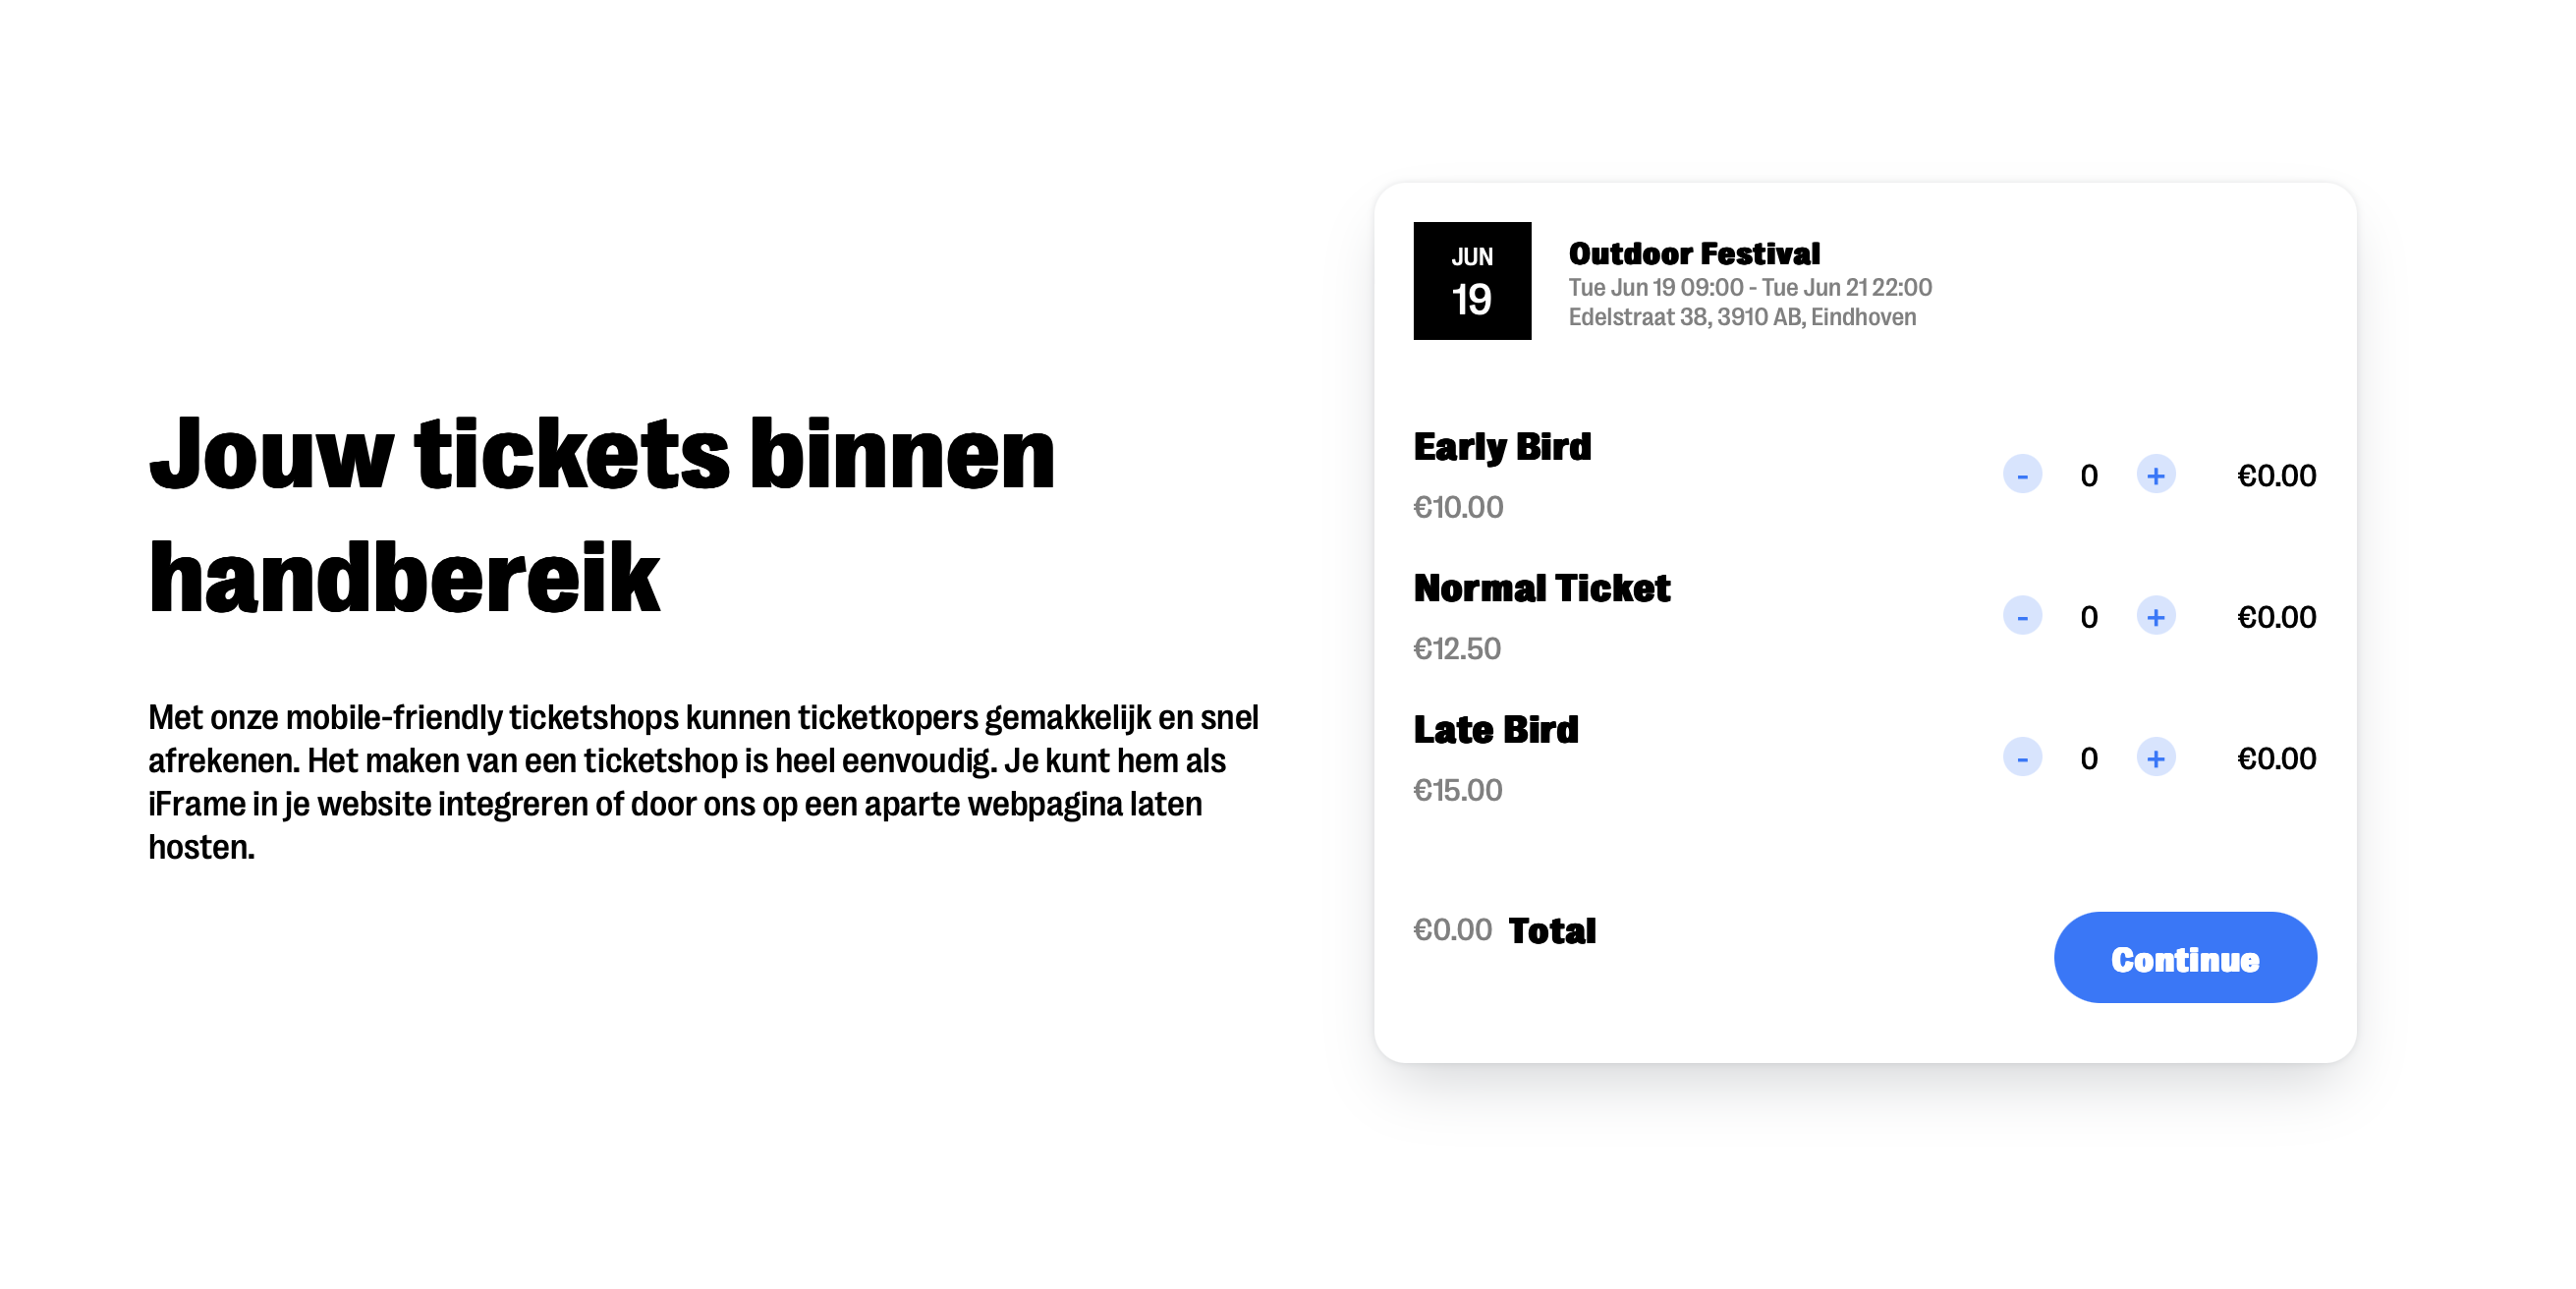 Jouw tickets binnen
handbereik
Met onze mobile-friendly ticketshops kunnen ticketkopers gemakkelijk en snel
afrekenen. Het maken van een ticketshop is heel eenvoudig. Je kunt hem als
iFrame in je website integreren of door ons op een aparte webpagina laten
hosten.
JUN
19
Outdoor Festival
Tue Jun 19 09:00 - Tue Jun 21 22:00
Edelstraat 38, 3910 AB, Eindhoven
Early Bird
€10.00
- 0 + €0.00
Normal Ticket
€12.50
- 0 + €0.00
Late Bird
€15.00
- 0 + €0.00
€0.00 Total
Continue